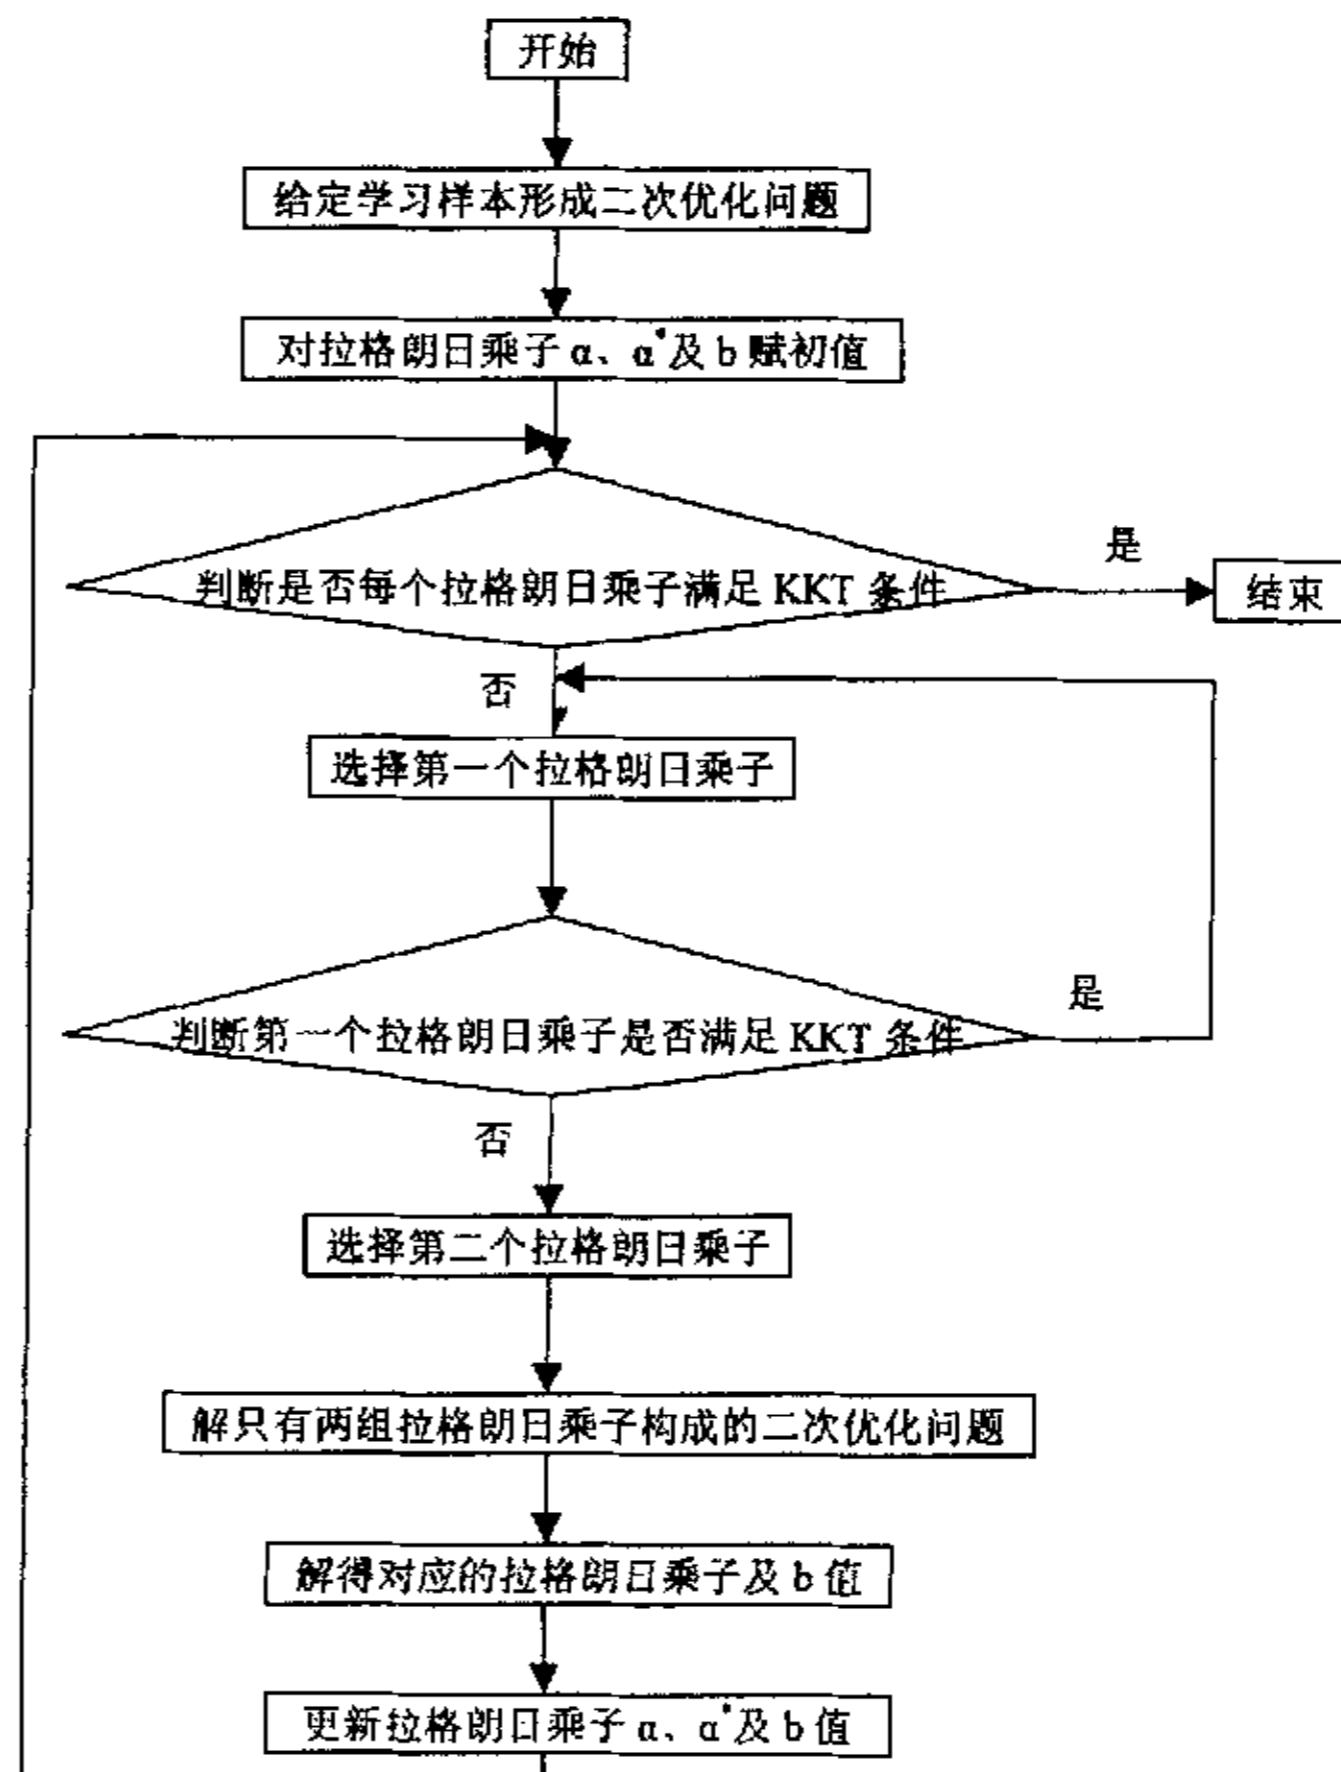 开始
给定学习样本形成二次优化问题
对拉格朗日乘子 α、α*及 b 赋初值
是
判断是否每个拉格朗日乘子满足 KKT 条件
结束
否
选择第一个拉格朗日乘子
是
判断第一个拉格朗日乘子是否满足 KKT 条件
否
选择第二个拉格朗日乘子
解只有两组拉格朗日乘子构成的二次优化问题
解得对应的拉格朗日乘子及 b 值
更新拉格朗日乘子 α、α*及 b 值